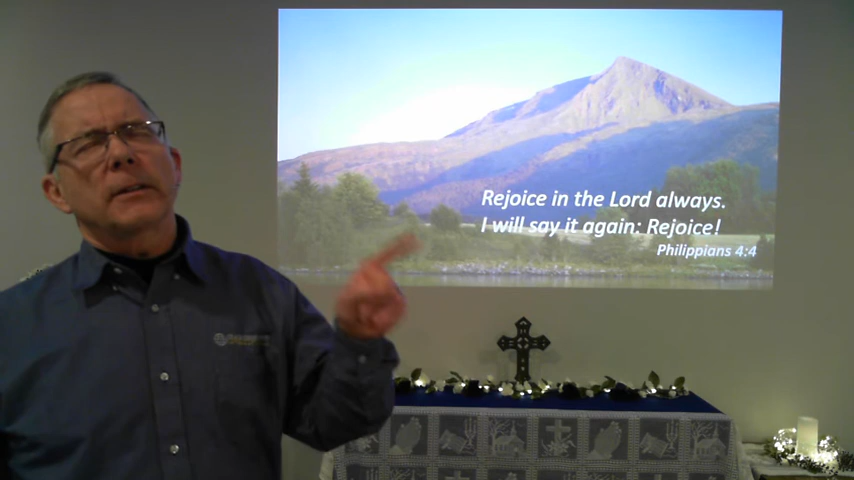 Rejoice in the Lord always.
I will say it again: Rejoice!
Philippians 4:4